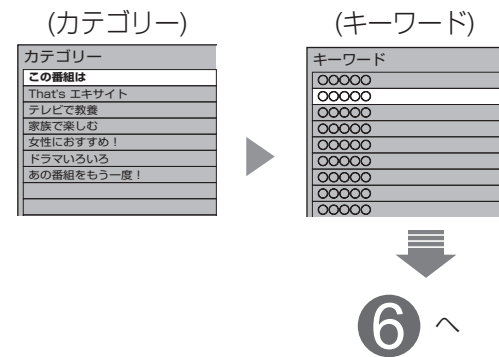 (カテゴリー)
カテゴリー
この番組は
That's エキサイト
テレビで教養
家族で楽しむ
女性におすすめ!
ドラマいろいろ
あの番組をもう一度!
(キーワード)
キーワード
○○○○○
○○○○○
○○○○○
○○○○○
○○○○○
○○○○○
○○○○○
○○○○○
○○○○○
6 へ